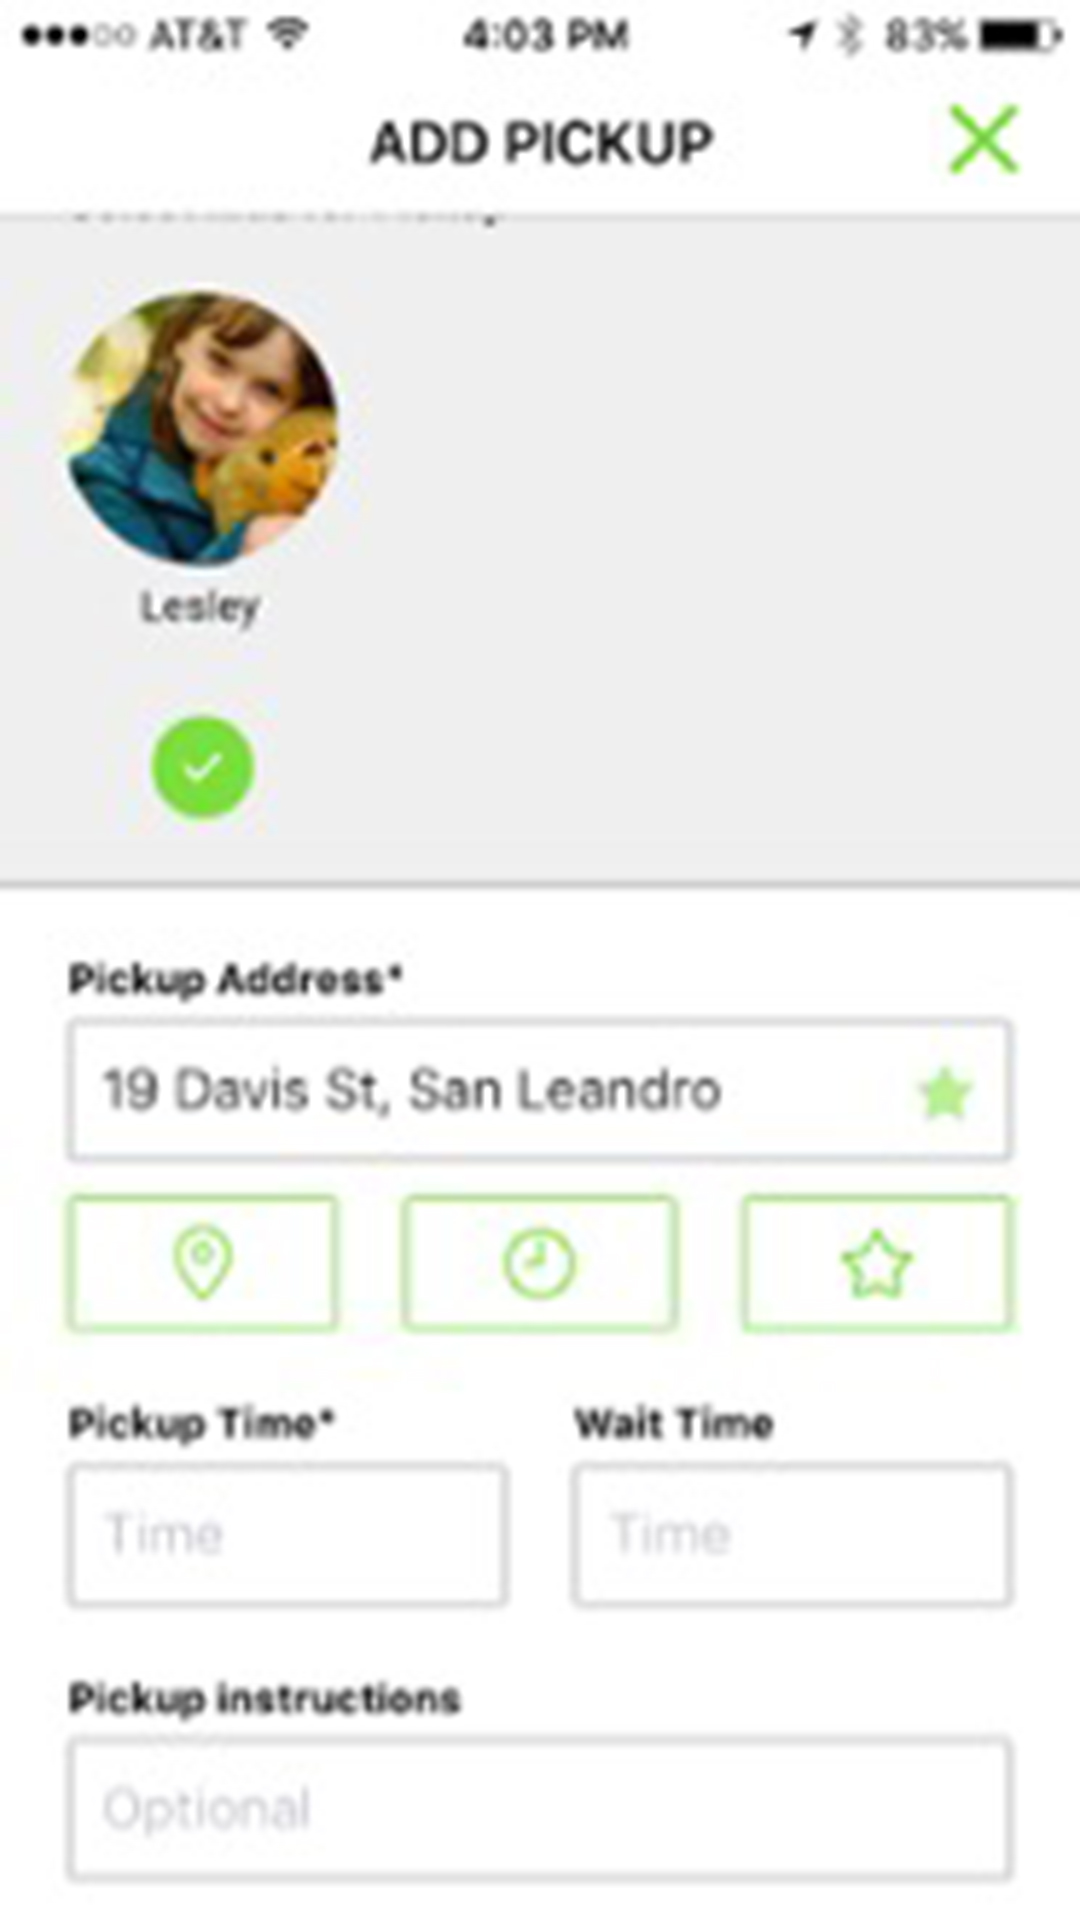 AT&T 4:03 PM 83%
ADD PICKUP
Lesley
Pickup Address*
19 Davis St, San Leandro
Pickup Time* Wait Time
Time Time
Pickup instructions
Optional